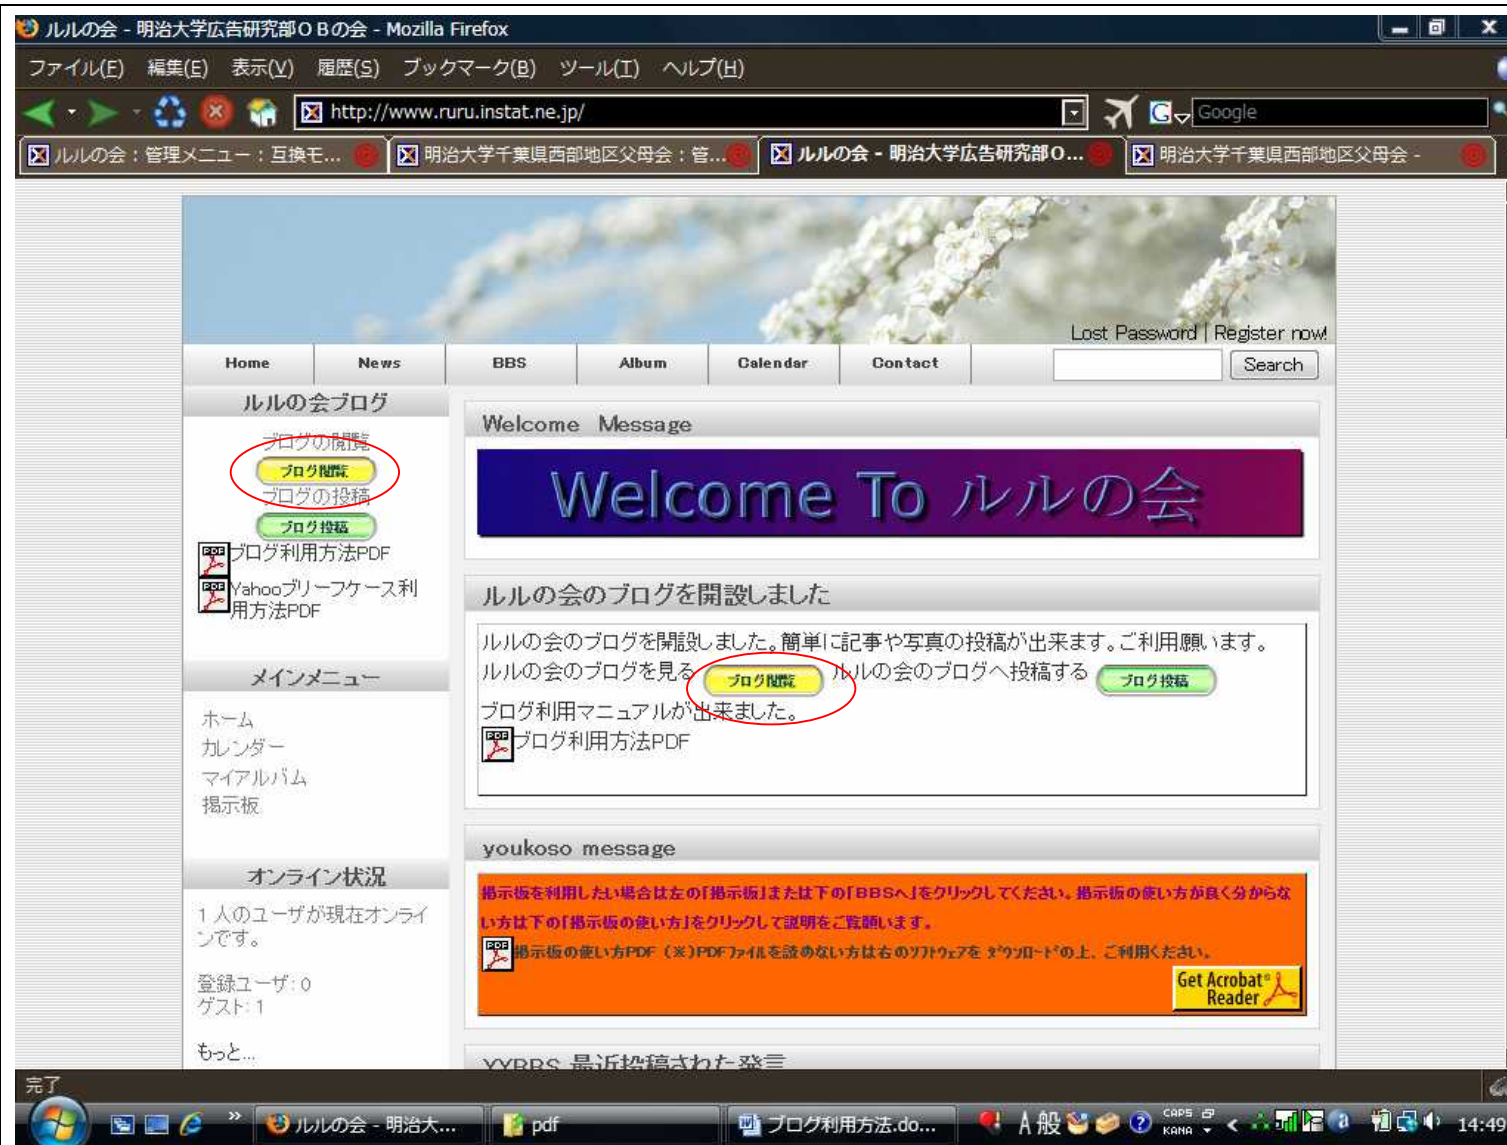 ルルの会 - 明治大学広告研究部ＯＢの会 - Mozilla Firefox
ファイル(F) 編集(E) 表示(V) 履歴(S) ブックマーク(B) ツール(T) ヘルプ(H)
http://www.ruru.instat.ne.jp/
G Google
ルルの会：管理メニュー：互換モ...
明治大学千葉県西部地区父母会：管...
ルルの会 - 明治大学広告研究部Ｏ...
明治大学千葉県西部地区父母会 -
Lost Password | Register now!
Home News BBS Album Calendar Contact
Search
ルルの会ブログ
ブログの閲覧
ブログ閲覧
ブログの投稿
ブログ投稿
PDF ブログ利用方法PDF
PDF Yahooブリーフケース利
用方法PDF
メインメニュー
ホーム
カレンダー
マイアルバム
掲示板
オンライン状況
1 人のユーザが現在オンライ
ンです。
登録ユーザ: 0
ゲスト: 1
もっと...
Welcome Message
Welcome To ルルの会
ルルの会のブログを開設しました
ルルの会のブログを開設しました。簡単に記事や写真の投稿が出来ます。ご利用願います。
ルルの会のブログを見る ブログ閲覧 ルルの会のブログへ投稿する ブログ投稿
ブログ利用マニュアルが出来ました。
PDF ブログ利用方法PDF
youkoso message
掲示板を利用したい場合は左の「掲示板」または下の「BBSへ」をクリックしてください。掲示板の使い方が良く分からな
い方は下の「掲示板の使い方」をクリックして説明をご覧願います。
PDF 掲示板の使い方PDF (※)PDFファイルを読めない方は右のソフトウェアを ダウンロードの上、ご利用ください。
Get Acrobat®
Reader
YYBBS 最近投稿された発言
完了
ルルの会 - 明治大...
pdf
ブログ利用方法.do...
A 般
CAPS
KANA
14:49